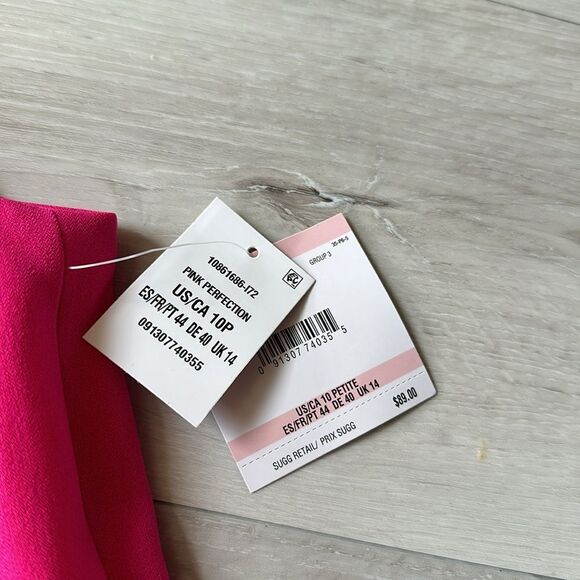 10861686-I72
PINK PERFECTION
US/CA 10P
ES/FR/PT 44 DE 40 UK 14
091307740355
GROUP 3
0 91307 74035 5
US/CA 10 PETITE
ES/FR/PT 44 DE 40 UK 14
$89.00
SUGG RETAIL/ PRIX SUGG